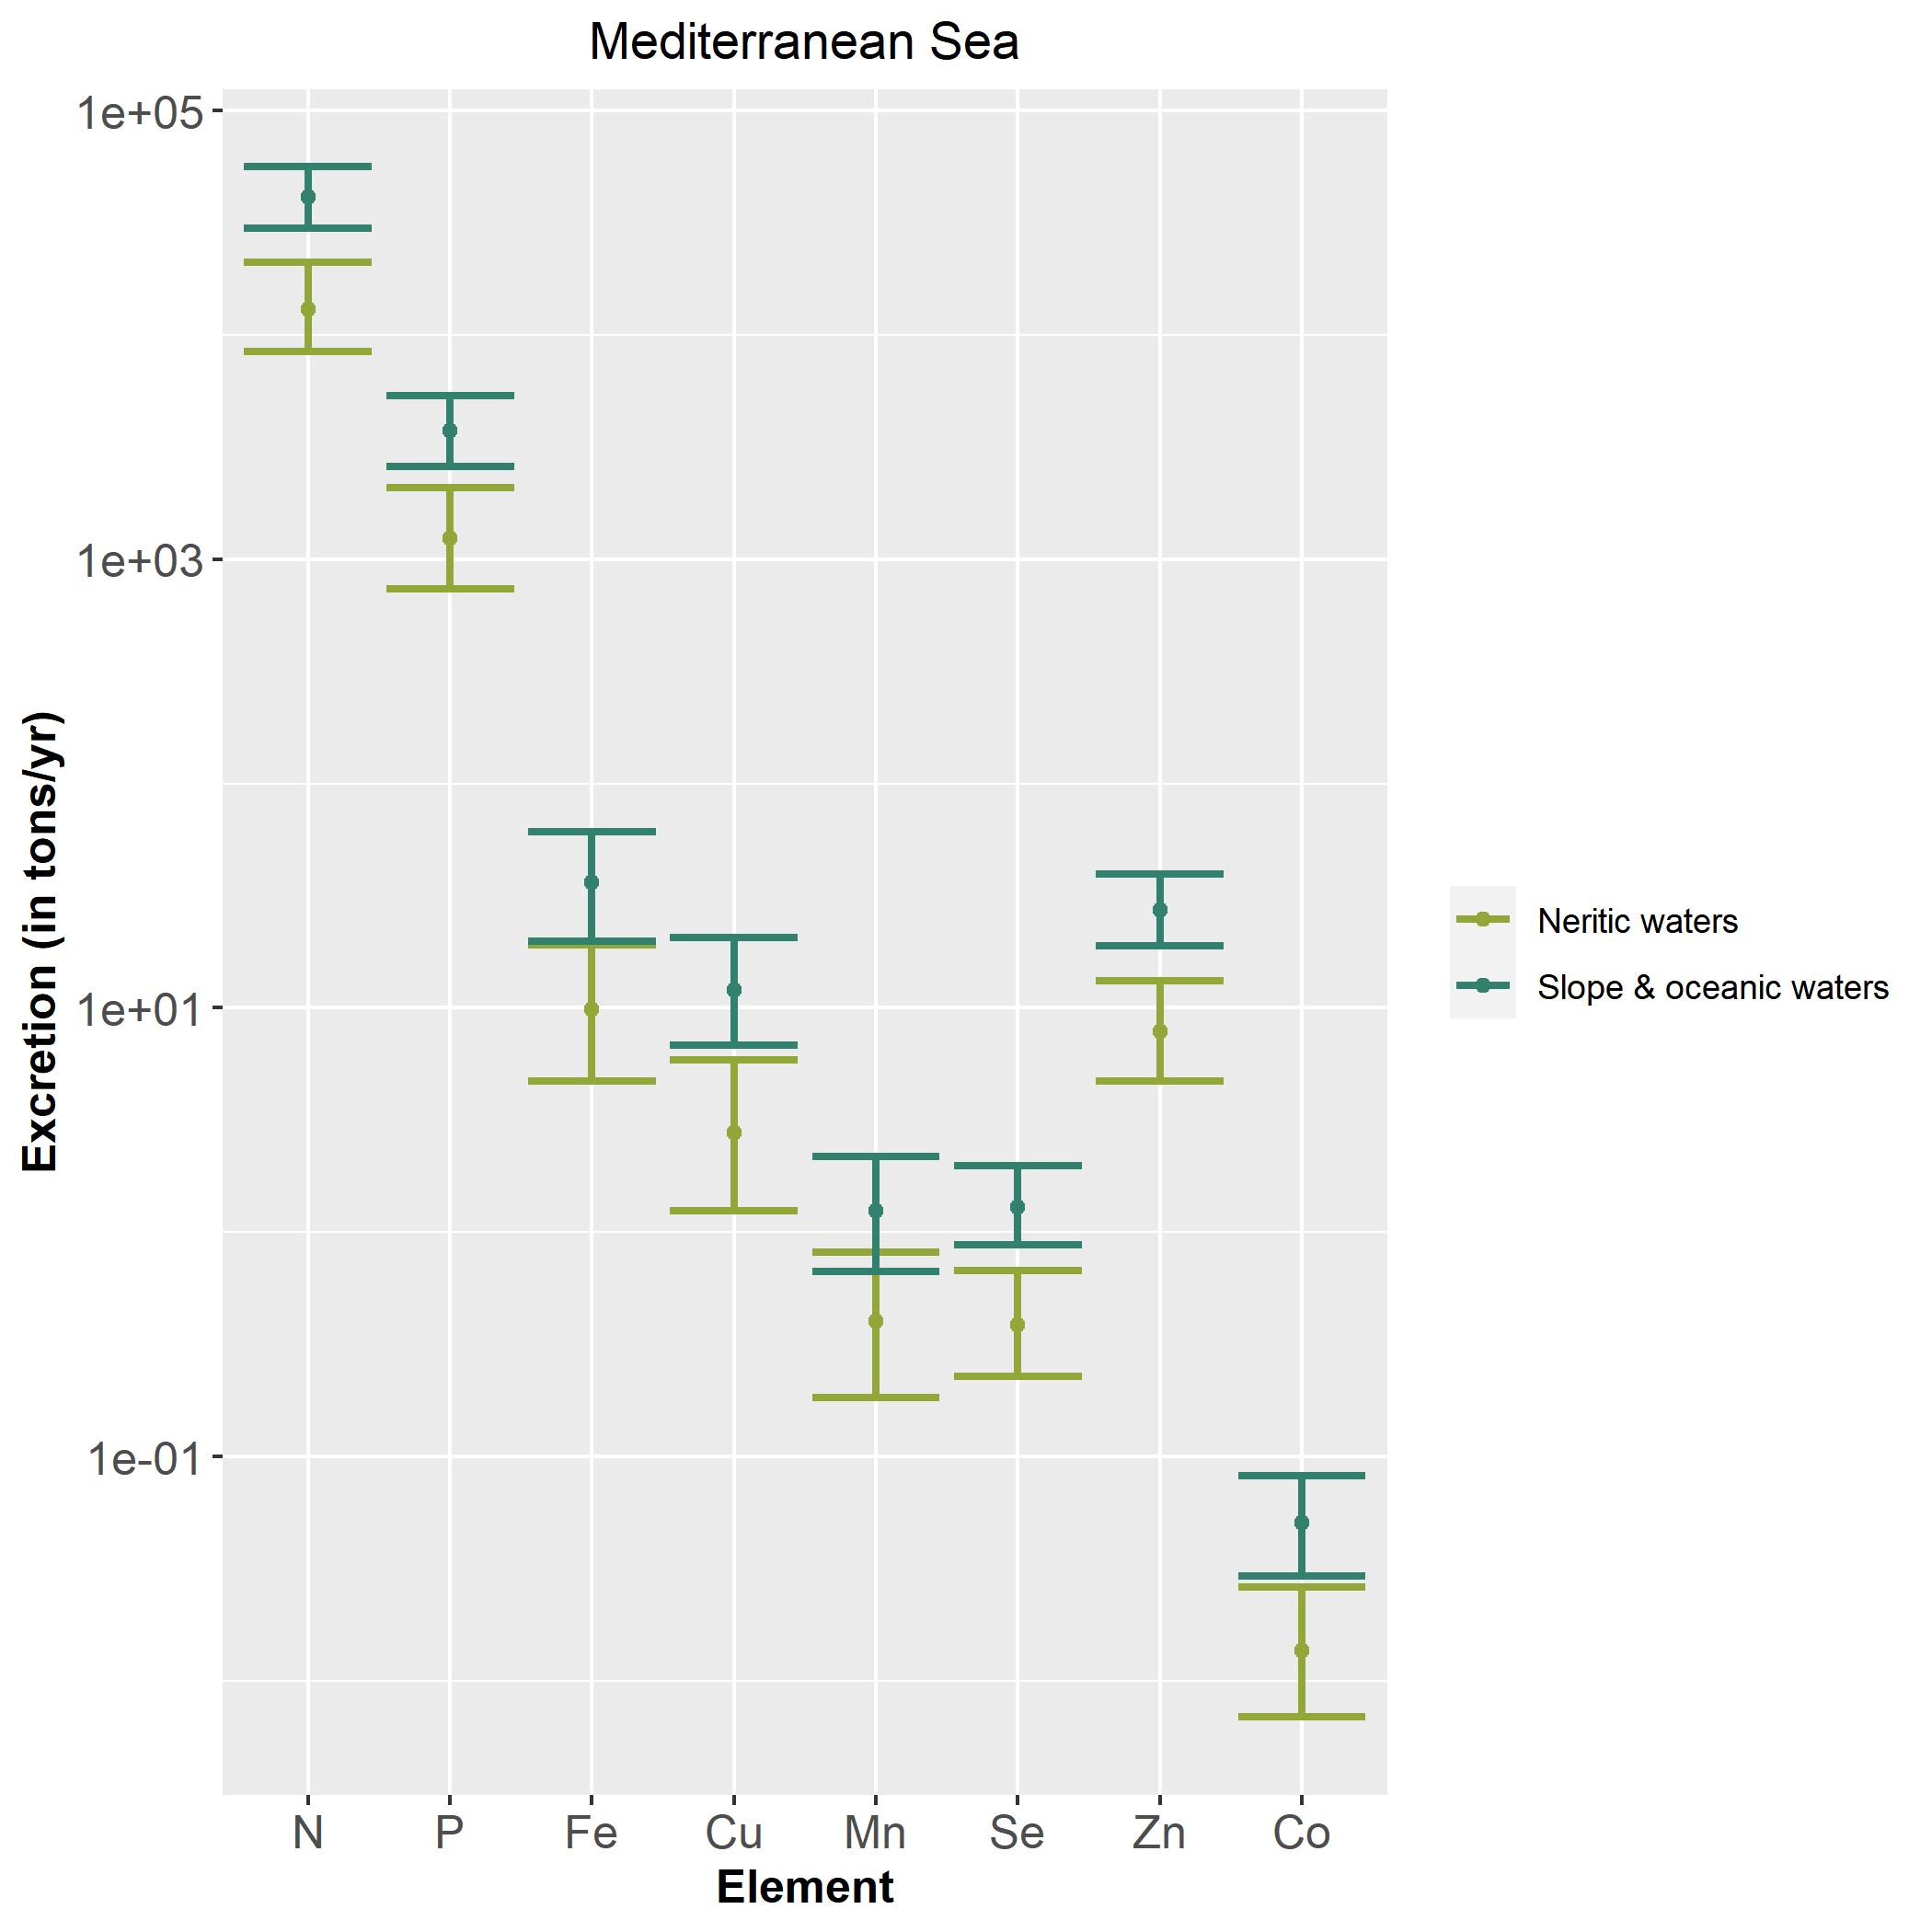 Mediterranean Sea
1e+05
1e+03
1e+01
1e-01
Excretion (in tons/yr)
N P Fe Cu Mn Se Zn Co
Element
Neritic waters
Slope & oceanic waters